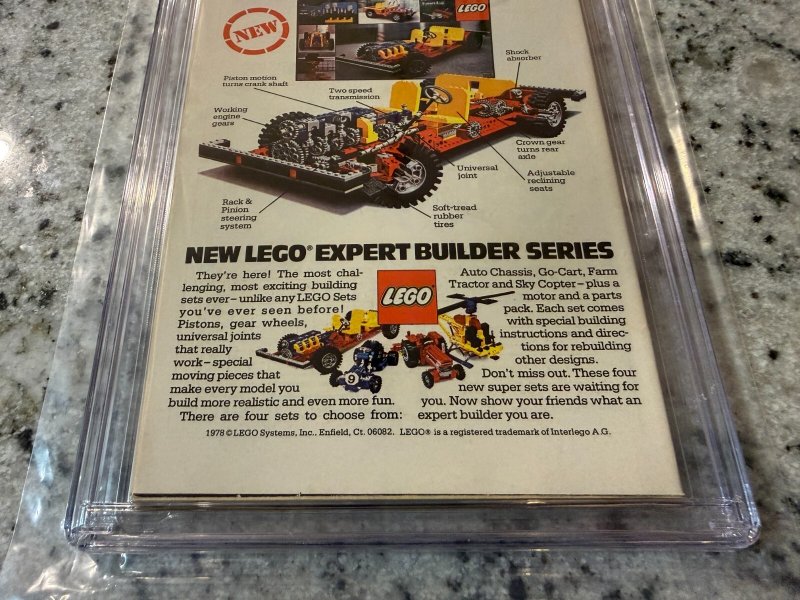 NEW
LEGO
Shock
absorber
Piston motion
turns crank shaft
Two speed
transmission
Working
engine
gears
Crown gear
turns rear
axle
Universal
joint
Adjustable
reclining
seats
Rack &
Pinion
steering
system
Soft-tread
rubber
tires
NEW LEGO® EXPERT BUILDER SERIES
They're here! The most chal-
lenging, most exciting building
sets ever–unlike any LEGO Sets
you've ever seen before!
Pistons, gear wheels,
universal joints
that really
work–special
moving pieces that
make every model you
build more realistic and even more fun.
There are four sets to choose from:
LEGO
9
Auto Chassis, Go-Cart, Farm
Tractor and Sky Copter–plus a
motor and a parts
pack. Each set comes
with special building
instructions and direc-
tions for rebuilding
other designs.
Don't miss out. These four
new super sets are waiting for
you. Now show your friends what an
expert builder you are.
1978 © LEGO Systems, Inc., Enfield, Ct. 06082. LEGO® is a registered trademark of Interlego A.G.